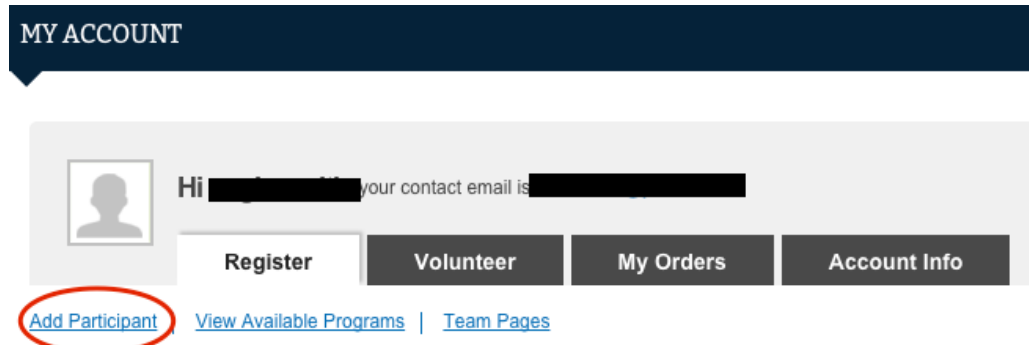 MY ACCOUNT
Hi your contact email is
Register Volunteer My Orders Account Info
Add Participant | View Available Programs | Team Pages